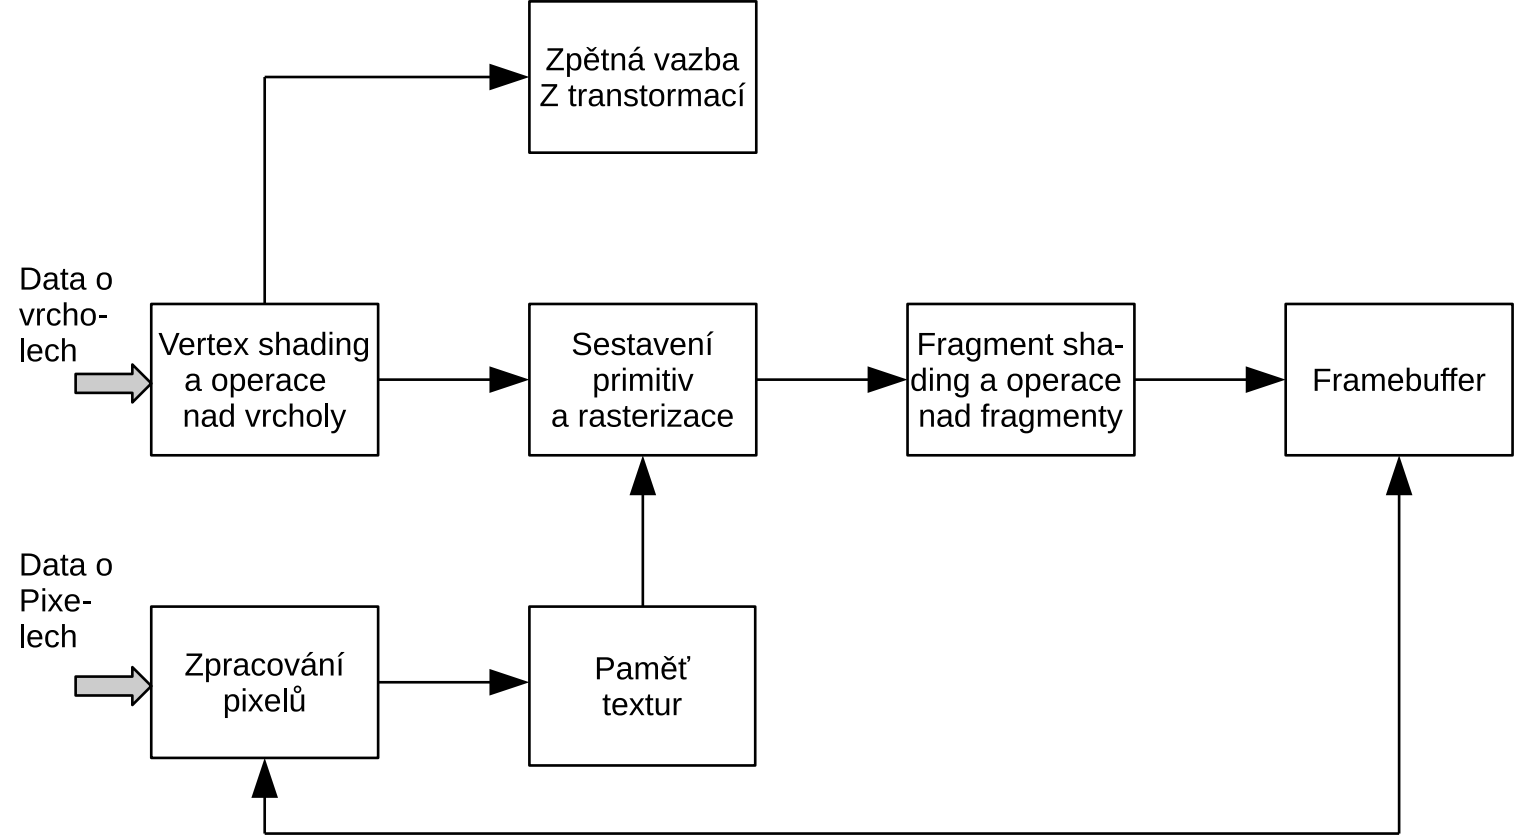 Zpětná vazba
Z transtormací
Data o
vrcho-
lech
Vertex shading
a operace
nad vrcholy
Sestavení
primitiv
a rasterizace
Fragment sha-
ding a operace
nad fragmenty
Framebuffer
Data o
Pixe-
lech
Zpracování
pixelů
Paměť
textur